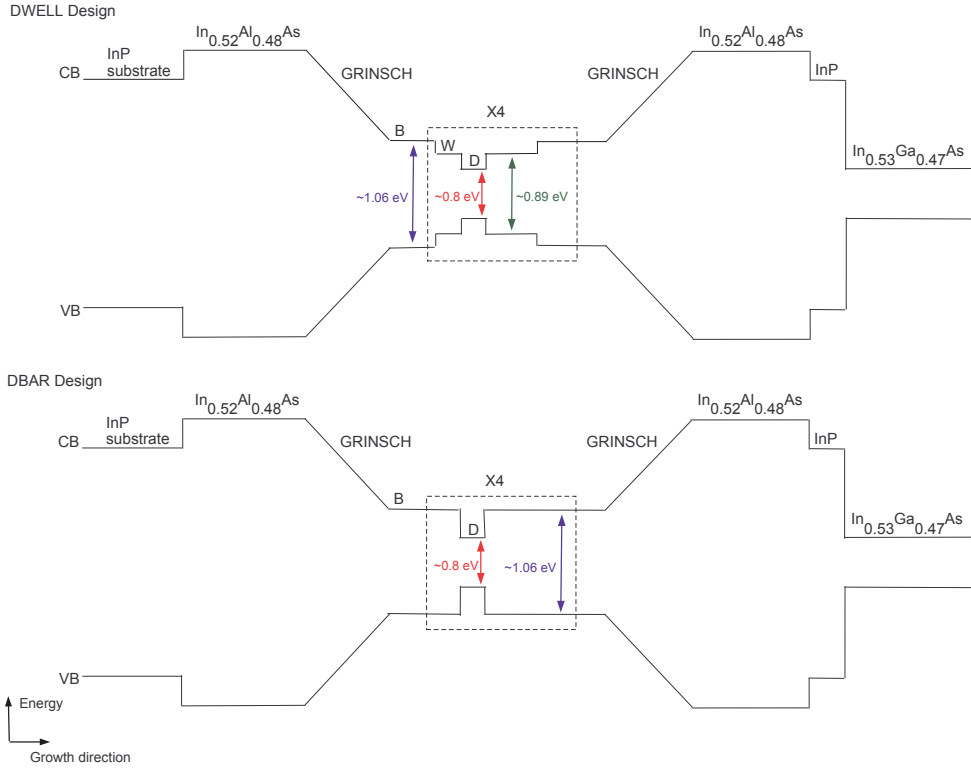 DWELL Design
In0.52Al0.48As
In0.52Al0.48As
InP
substrate
CB
GRINSCH
GRINSCH
InP
X4
B
W
D
In0.53Ga0.47As
~1.06 eV
~0.8 eV
~0.89 eV
VB
DBAR Design
In0.52Al0.48As
In0.52Al0.48As
InP
substrate
CB
GRINSCH
GRINSCH
InP
X4
B
D
In0.53Ga0.47As
~0.8 eV
~1.06 eV
VB
Energy
Growth direction